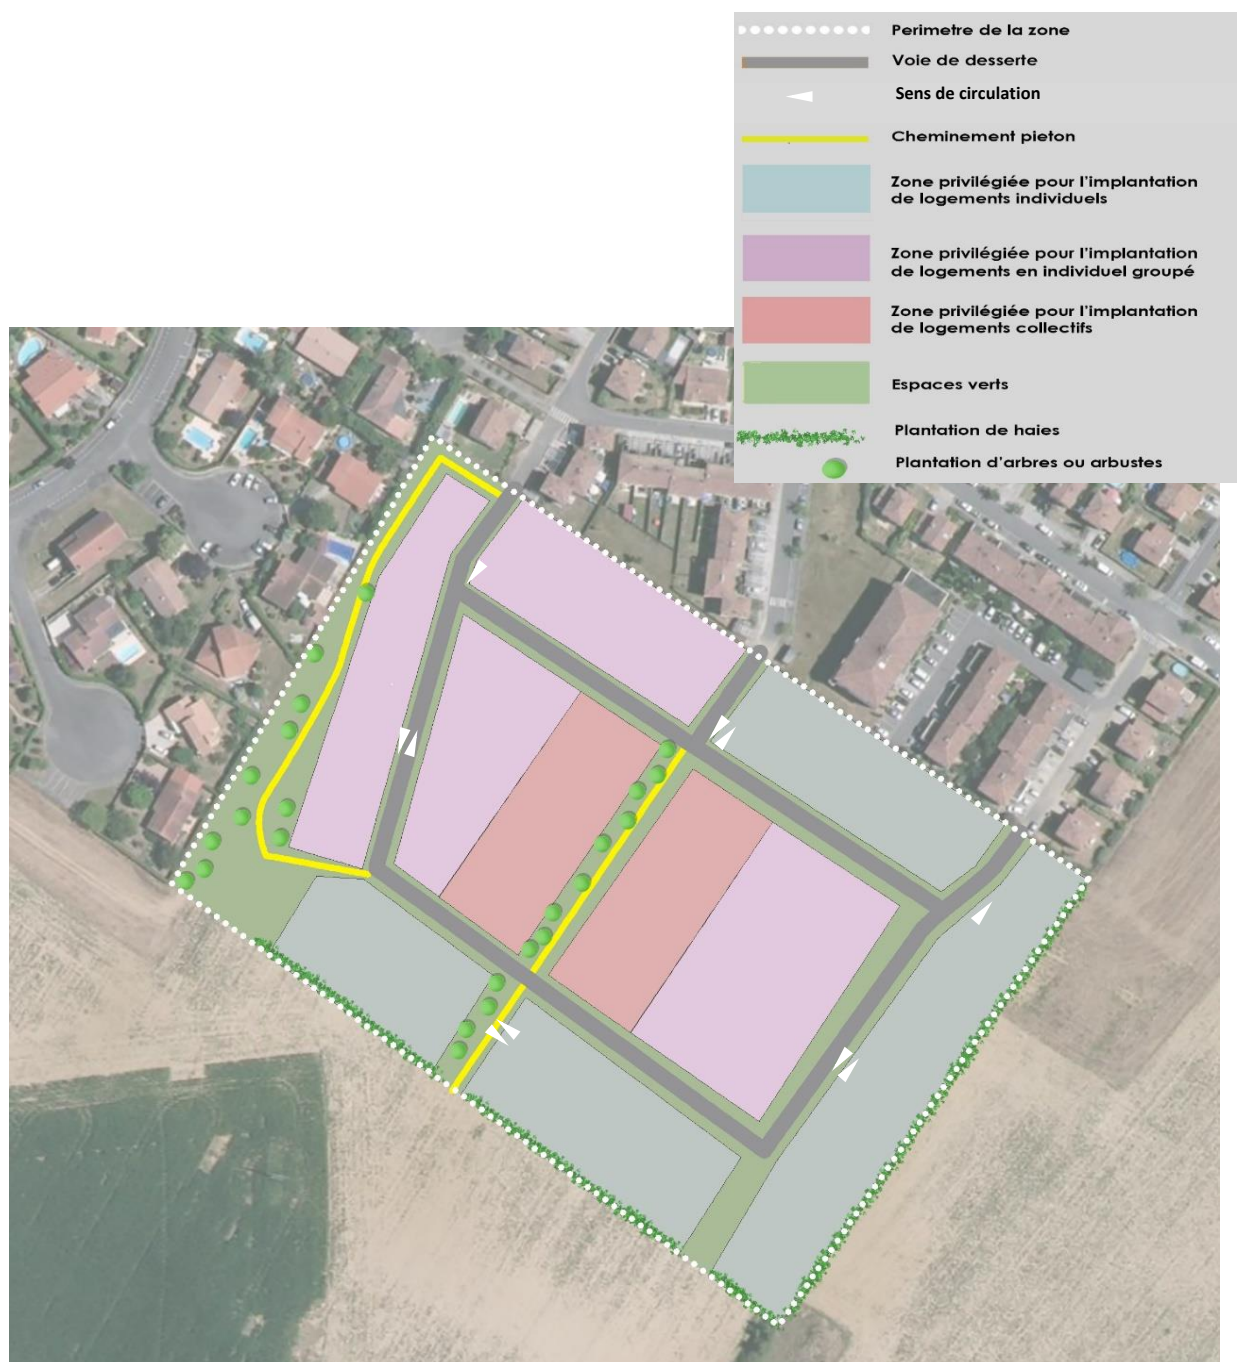 Perimetre de la zone
Voie de desserte
Sens de circulation
Cheminement pieton
Zone privilégiée pour l'implantation
de logements individuels
Zone privilégiée pour l'implantation
de logements en individuel groupé
Zone privilégiée pour l'implantation
de logements collectifs
Espaces verts
Plantation de haies
Plantation d'arbres ou arbustes